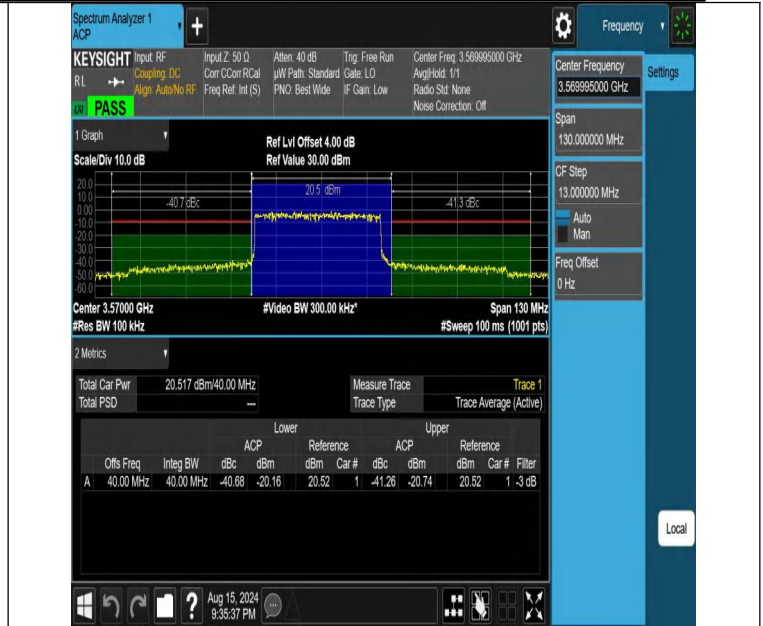 Spectrum Analyzer 1
ACP
Frequency
KEYSIGHT Input: RF Input Z: 50 Ω Atten: 40 dB Trig: Free Run Center Freq: 3.569995000 GHz
RL Coupling: DC Corr CCorr RCal µW Path: Standard Gate: LO Avg|Hold: 1/1
Align: Auto/No RF Freq Ref: Int (S) PNO: Best Wide IF Gain: Low Radio Std: None
Noise Correction: Off
PASS
Center Frequency
3.569995000 GHz
Settings
Span
130.000000 MHz
CF Step
13.000000 MHz
Auto
Man
Freq Offset
0 Hz
1 Graph
Ref Lvl Offset 4.00 dB
Scale/Div 10.0 dB Ref Value 30.00 dBm
20.0
10.0
0.00
-10.0
-20.0
-30.0
-40.0
-50.0
-60.0
-40.7 dBc 20.5 dBm -41.3 dBc
Center 3.57000 GHz #Video BW 300.00 kHz* Span 130 MHz
#Res BW 100 kHz #Sweep 100 ms (1001 pts)
2 Metrics
Total Car Pwr 20.517 dBm/40.00 MHz Measure Trace Trace 1
Total PSD --- Trace Type Trace Average (Active)
Lower Upper
ACP Reference ACP Reference
Offs Freq Integ BW dBc dBm dBm Car # dBc dBm dBm Car # Filter
A 40.00 MHz 40.00 MHz -40.68 -20.16 20.52 1 -41.26 -20.74 20.52 1 -3 dB
Local
Aug 15, 2024
9:35:37 PM